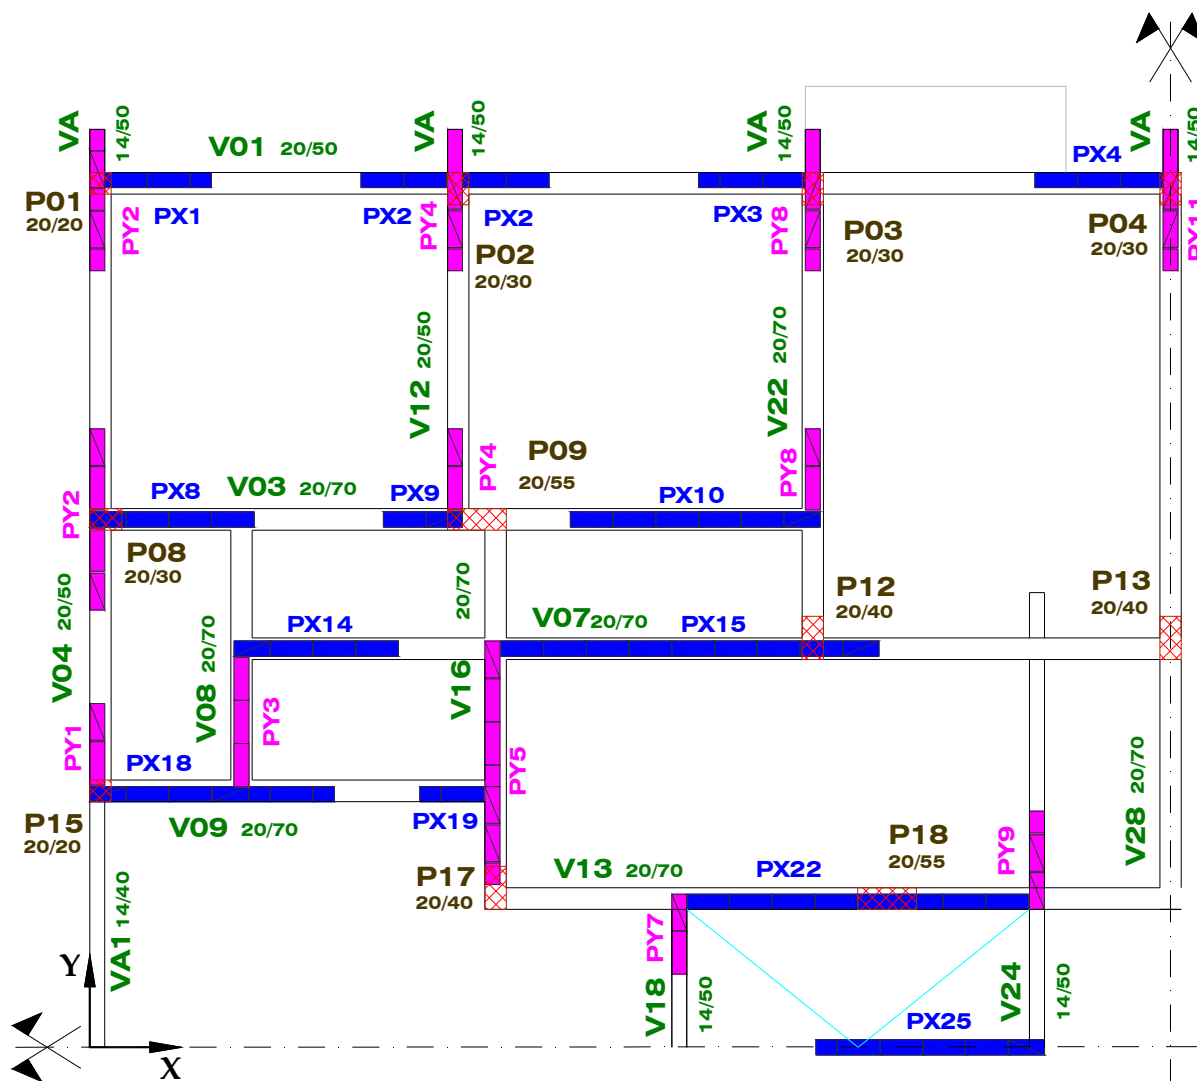 VA
14/50
V01 20/50
VA
14/50
VA
14/50
PX4
VA
14/50
P01
20/20
PY2
PX1
PX2
PY4
PX2
PX3
PY8
P02
20/30
P03
20/30
P04
20/30
PX11
V12 20/50
V22 20/70
P09
20/55
PY4
PY8
PY2
PX8
V03 20/70
PX9
PX10
P08
20/30
V04 20/50
V08 20/70
PX14
20/70
V16
V07 20/70
PX15
P12
20/40
P13
20/40
PY1
PX18
PY3
PY5
P15
20/20
V09 20/70
PX19
P17
20/40
V13 20/70
PX22
P18
20/55
PY9
V28 20/70
VA1 14/40
PY7
V18
14/50
V24
14/50
PX25
Y
X